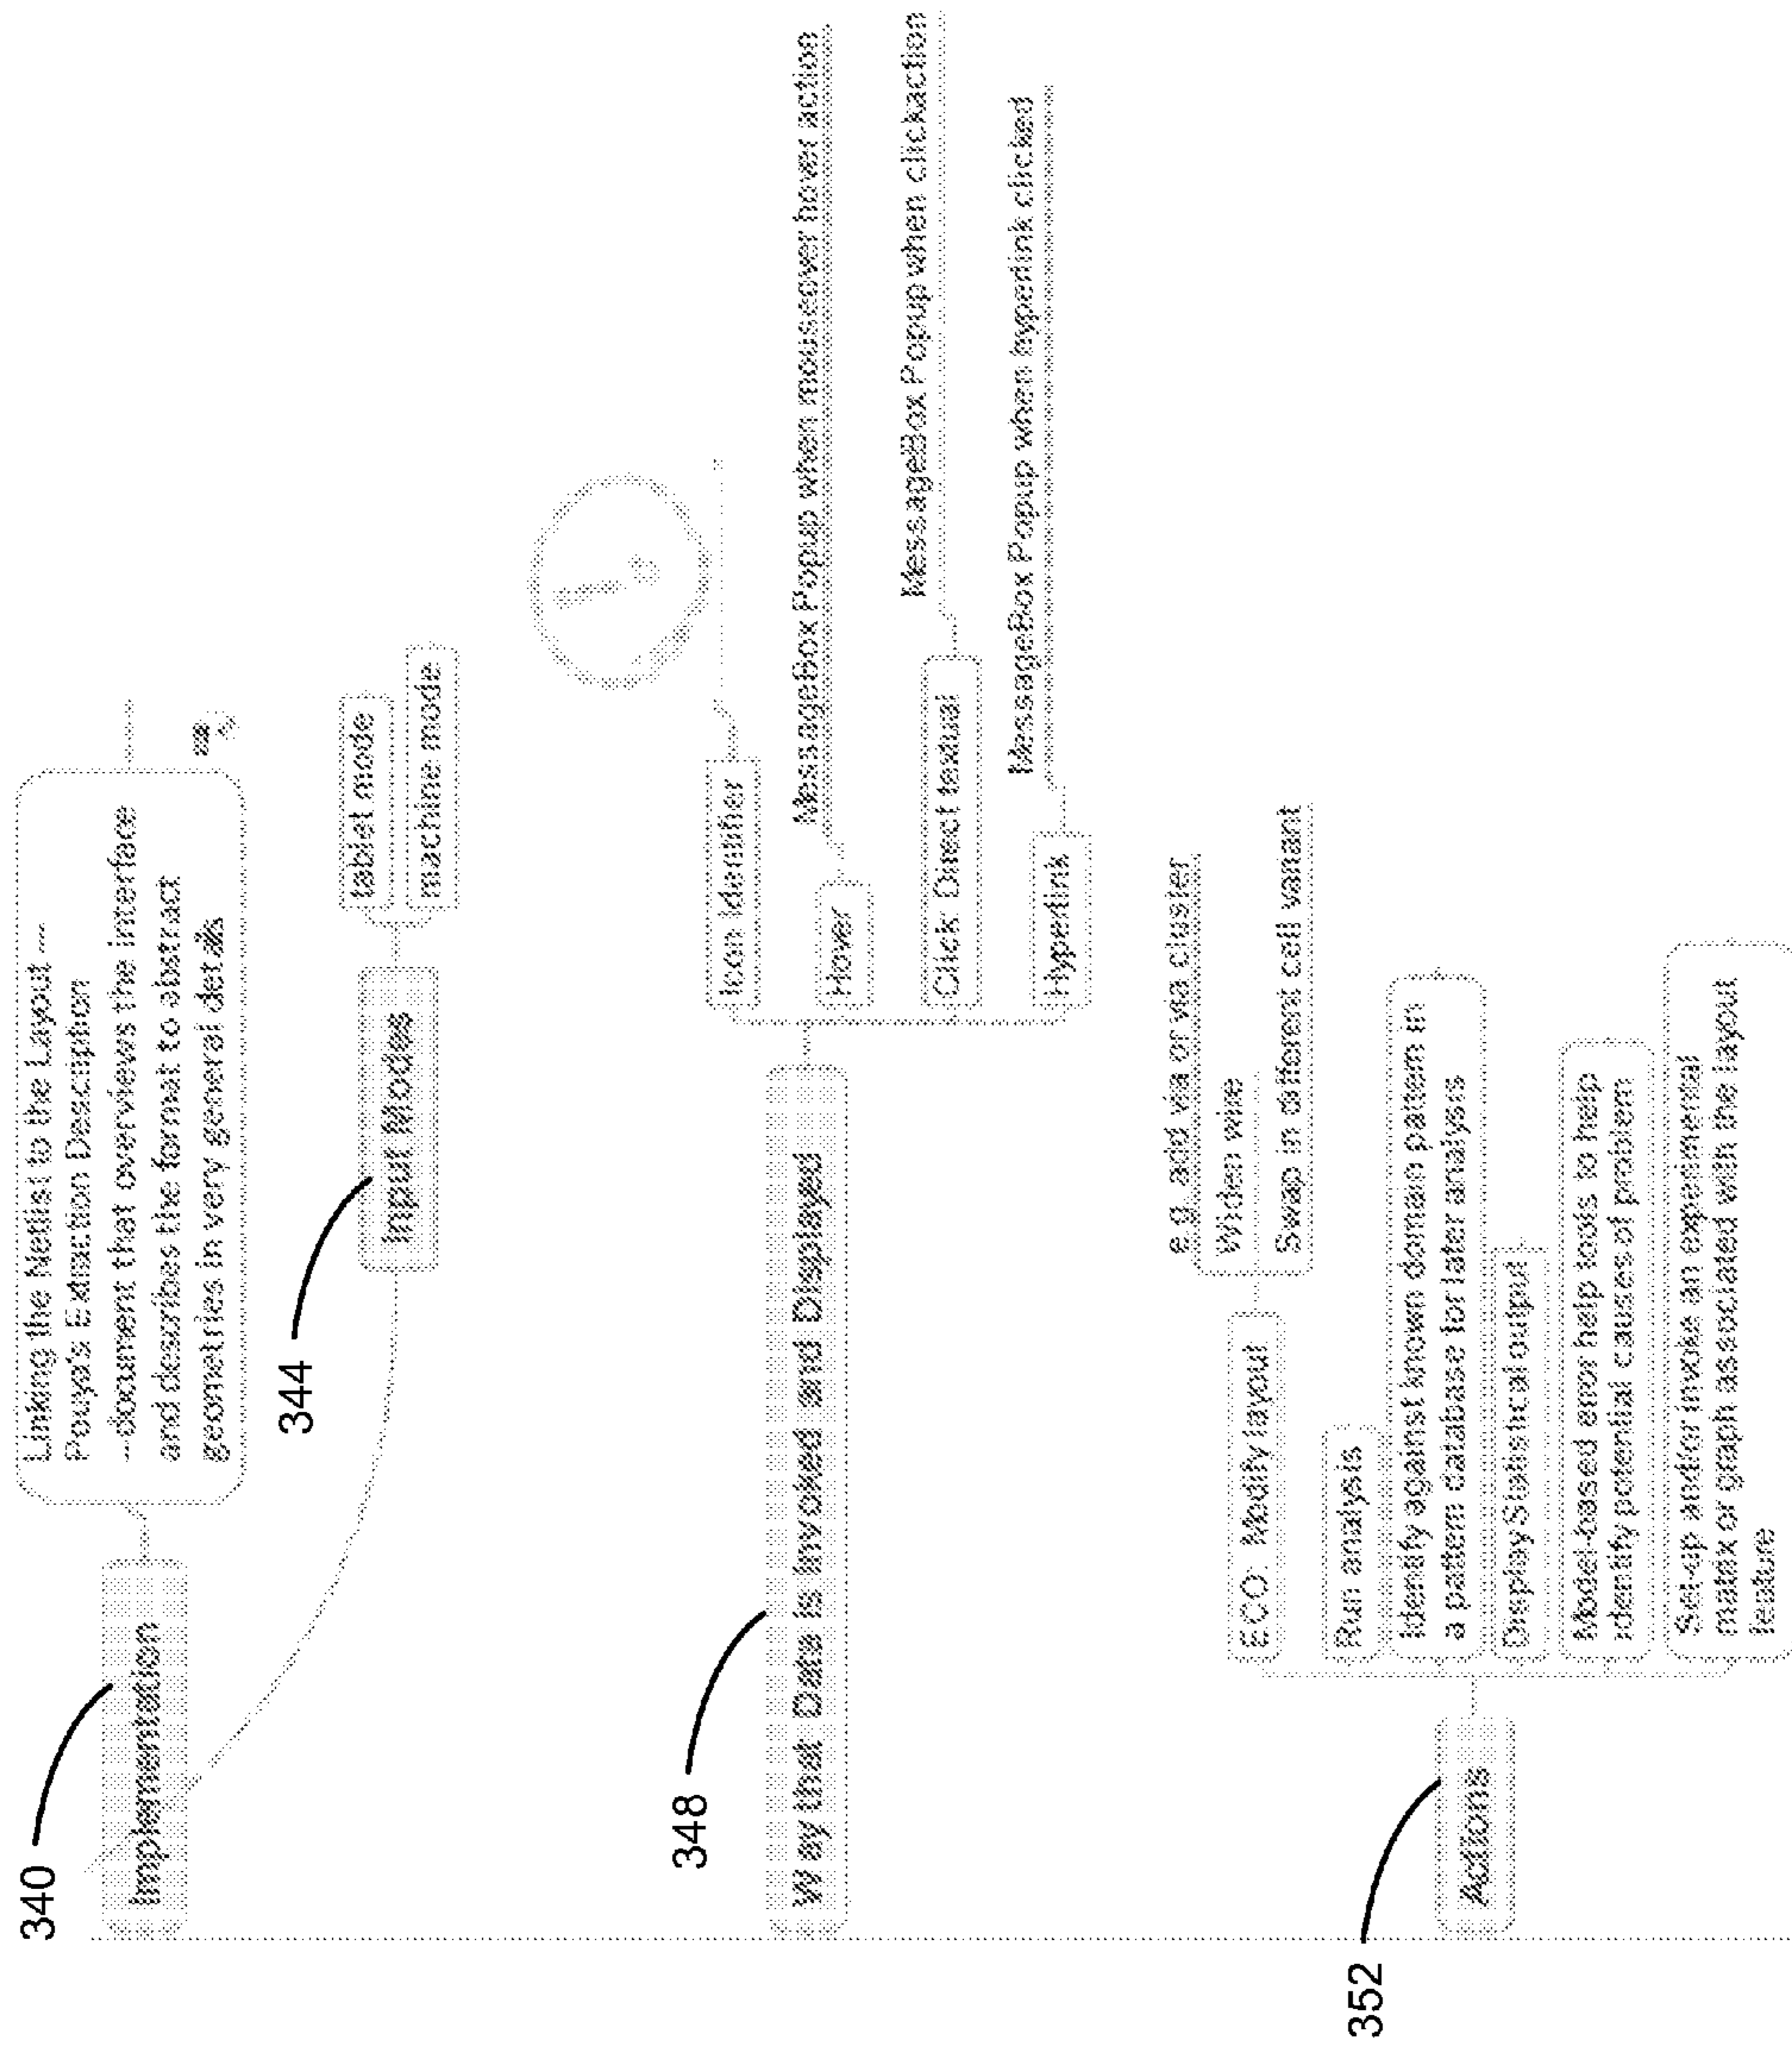 340
Implementation
Linking the Netlist to the Layout ---
Pouya's Extraction Description
--document that overviews the interface
and describes the format to abstract
geometries in very general details
344
Input Modes
tablet mode
machine mode
348
Way that Data is Invoked and Displayed
Icon Identifier
Hover
MessageBox Popup when mouseover hover action
Click: Direct textual
MessageBox Popup when clickaction
Hyperlink
MessageBox Popup when hyperlink clicked
352
Actions
ECO: Modify layout
e.g. add via or via cluster
Widen wire
Swap in different cell variant
Run analysis
Identify against known domain pattern in
a pattern database for later analysis
Display Statistical output
Model-based error help tools to help
identify potential causes of problem
Set-up and/or invoke an experimental
matrix or graph associated with the layout
feature